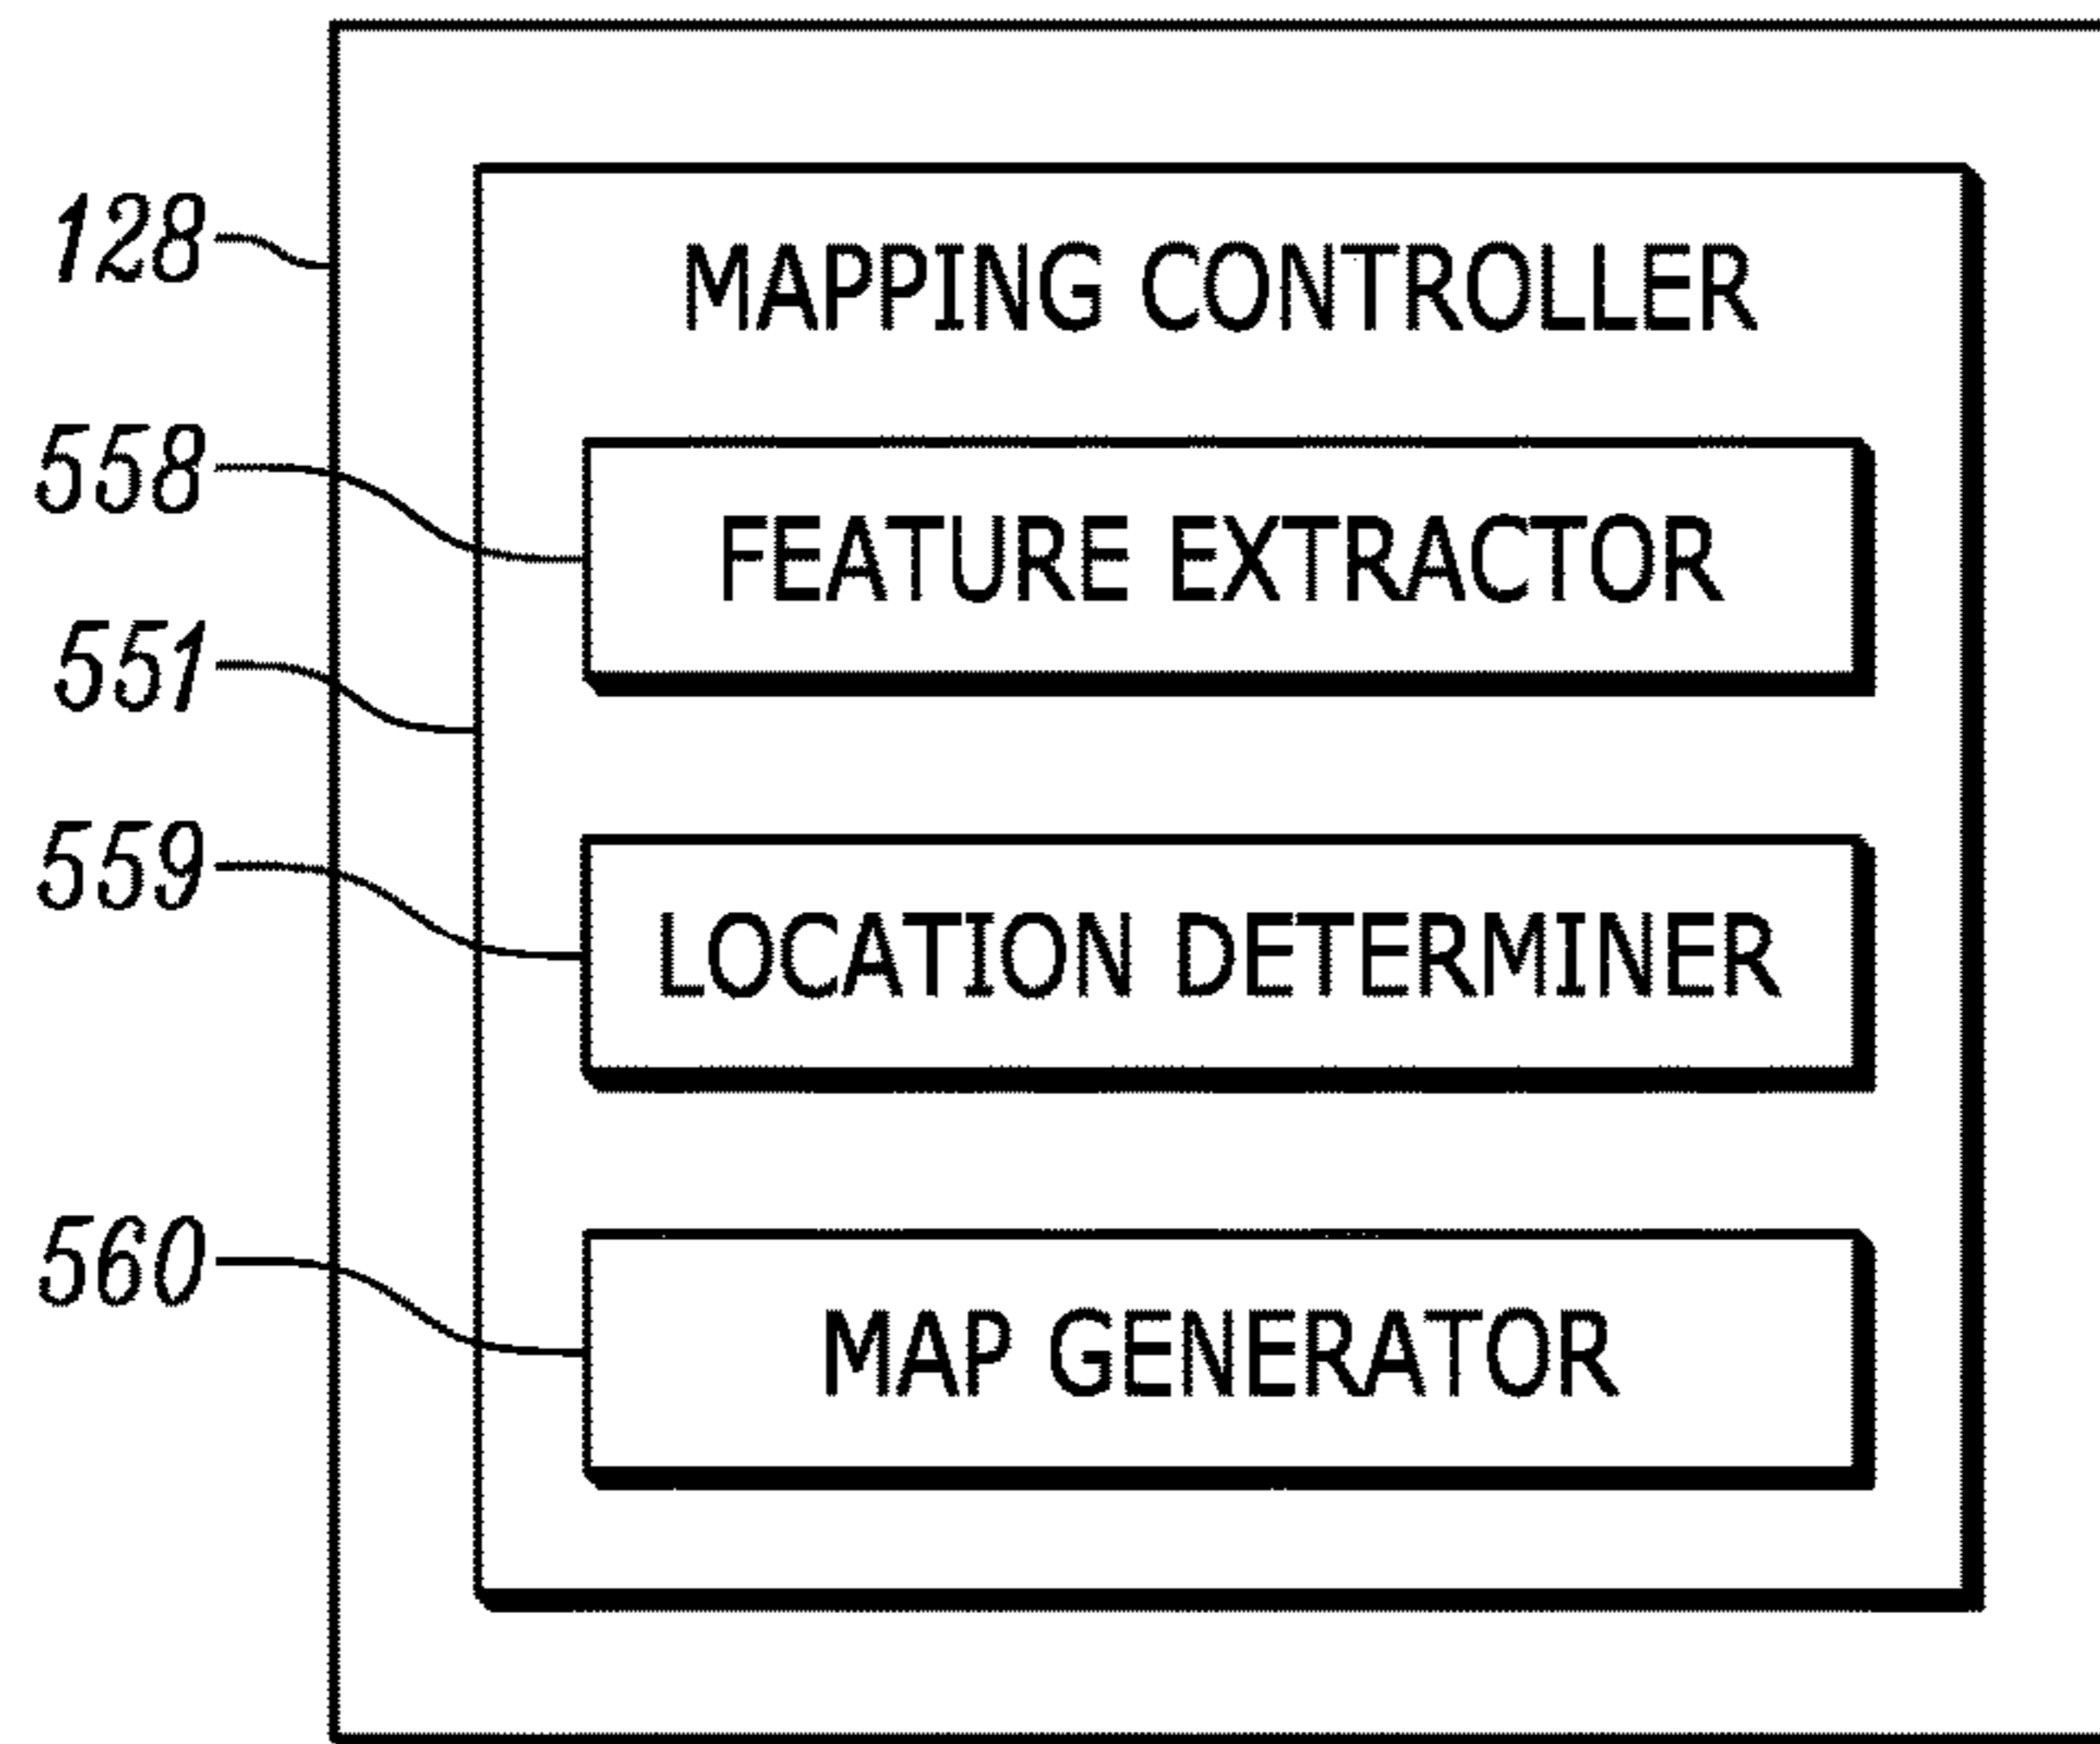 128
MAPPING CONTROLLER
558
FEATURE EXTRACTOR
551
559
LOCATION DETERMINER
560
MAP GENERATOR